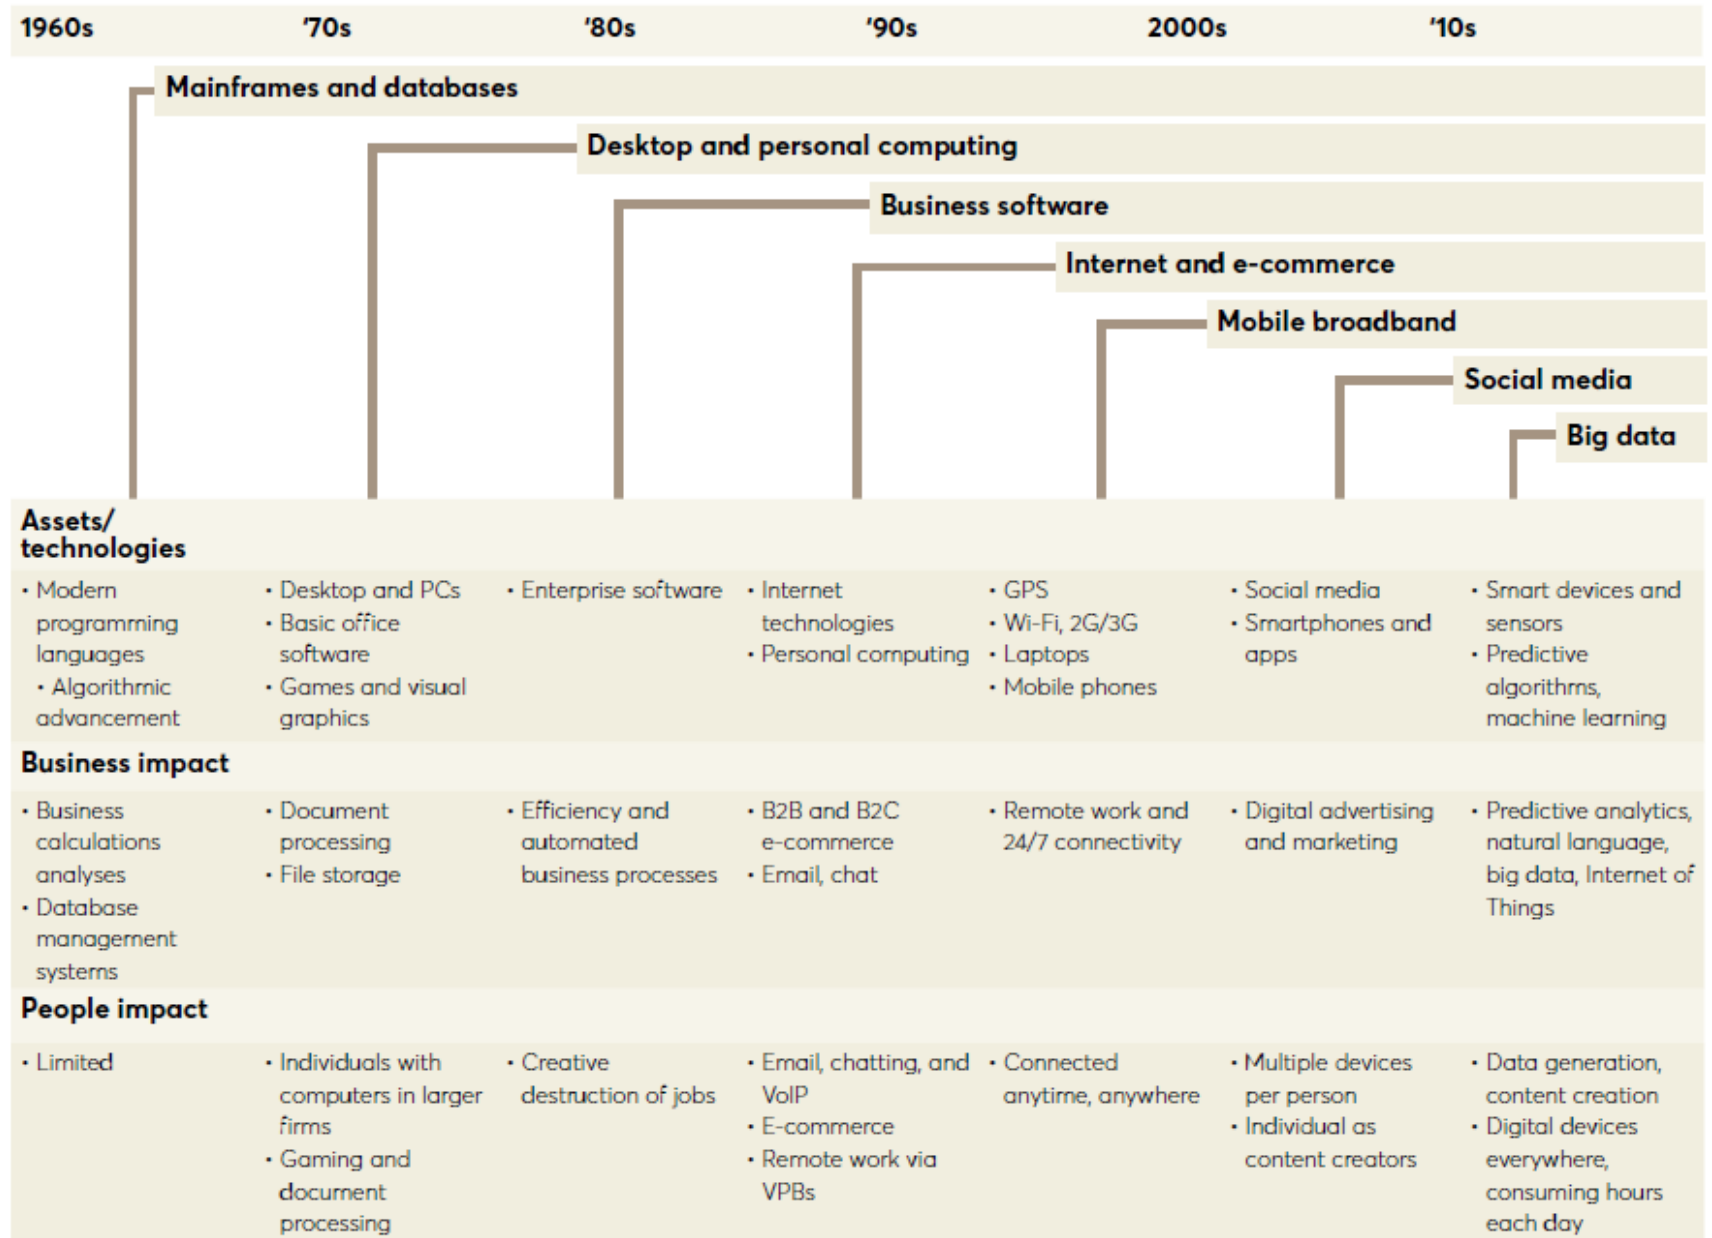 1960s '70s '80s '90s 2000s '10s
Mainframes and databases
Desktop and personal computing
Business software
Internet and e-commerce
Mobile broadband
Social media
Big data
Assets/
technologies
• Modern
programming
languages
• Algorithmic
advancement
• Desktop and PCs
• Basic office
software
• Games and visual
graphics
• Enterprise software
• Internet
technologies
• Personal computing
• GPS
• Wi-Fi, 2G/3G
• Laptops
• Mobile phones
• Social media
• Smartphones and
apps
• Smart devices and
sensors
• Predictive
algorithms,
machine learning
Business impact
• Business
calculations
analyses
• Database
management
systems
• Document
processing
• File storage
• Efficiency and
automated
business processes
• B2B and B2C
e-commerce
• Email, chat
• Remote work and
24/7 connectivity
• Digital advertising
and marketing
• Predictive analytics,
natural language,
big data, Internet of
Things
People impact
• Limited
• Individuals with
computers in larger
firms
• Gaming and
document
processing
• Creative
destruction of jobs
• Email, chatting, and
VoIP
• E-commerce
• Remote work via
VPBs
• Connected
anytime, anywhere
• Multiple devices
per person
• Individual as
content creators
• Data generation,
content creation
• Digital devices
everywhere,
consuming hours
each day